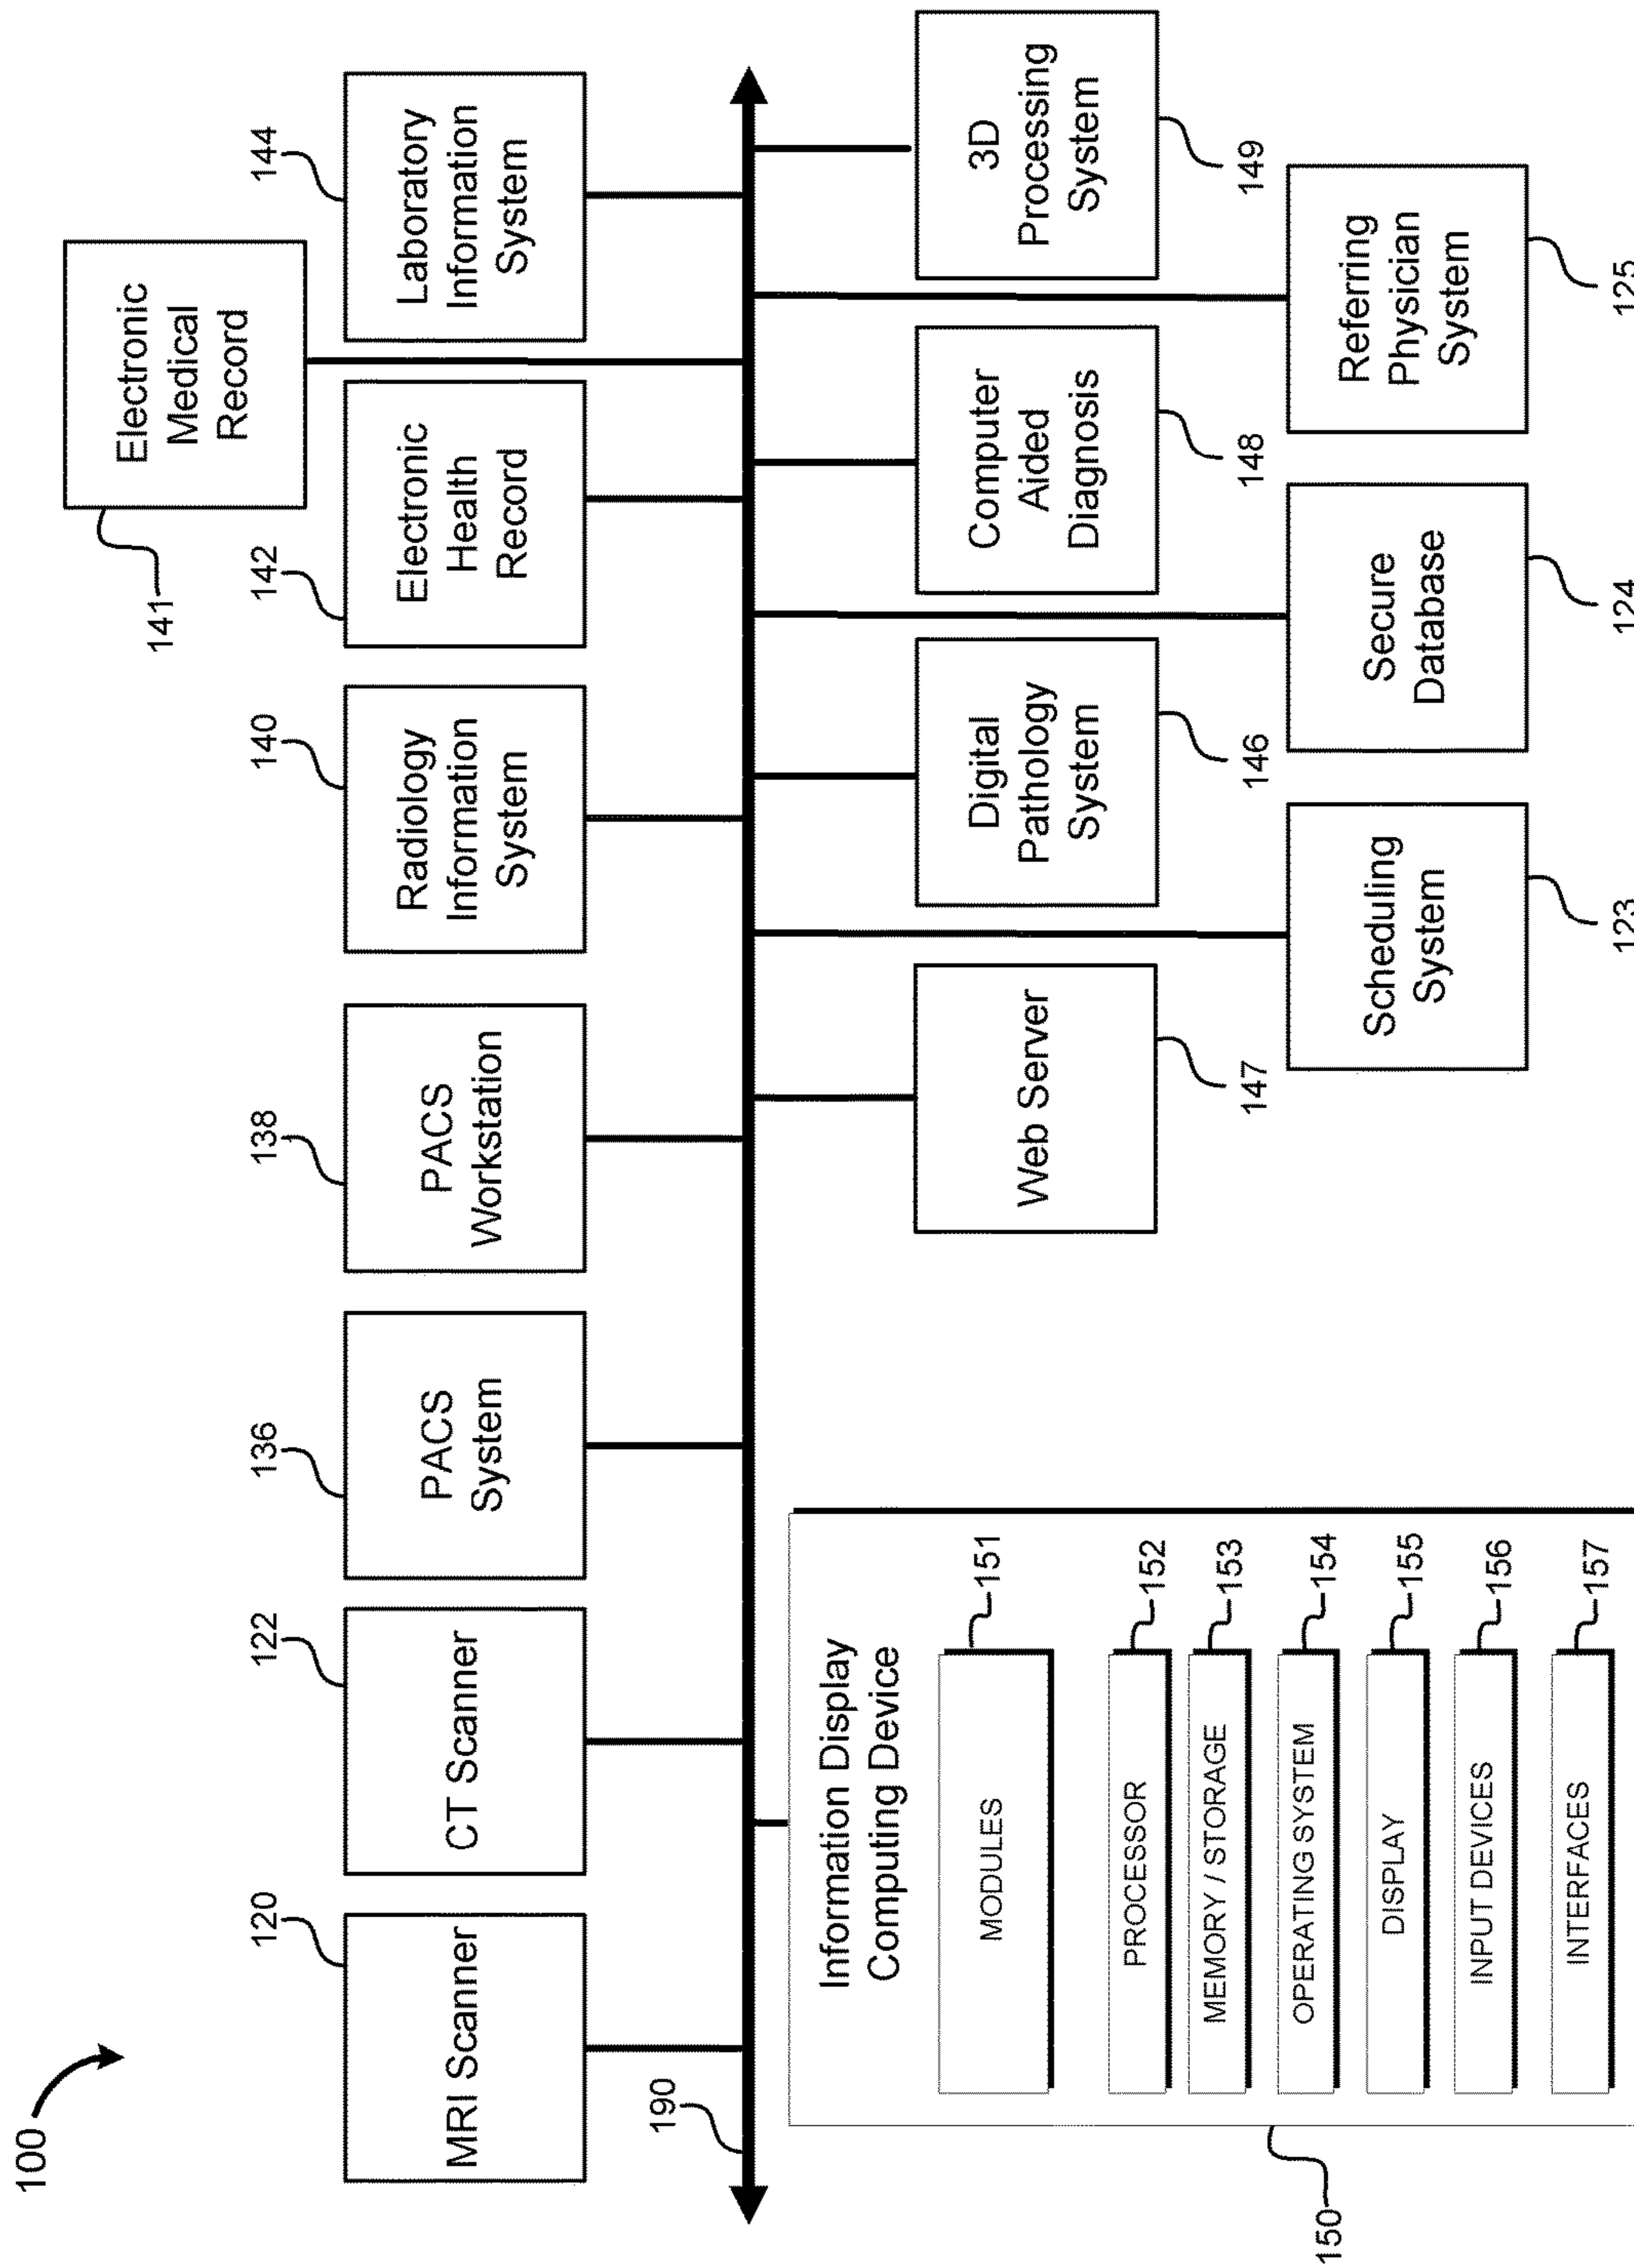 100
141
Electronic
Medical
Record
120
122
136
138
140
142
144
MRI Scanner
CT Scanner
PACS
System
PACS
Workstation
Radiology
Information
System
Electronic
Health
Record
Laboratory
Information
System
190
150
Information Display
Computing Device
MODULES
151
PROCESSOR
152
MEMORY / STORAGE
153
OPERATING SYSTEM
154
DISPLAY
155
INPUT DEVICES
156
INTERFACES
157
Web Server
147
Digital
Pathology
System
146
Computer
Aided
Diagnosis
148
3D
Processing
System
149
Scheduling
System
123
Secure
Database
124
Referring
Physician
System
125